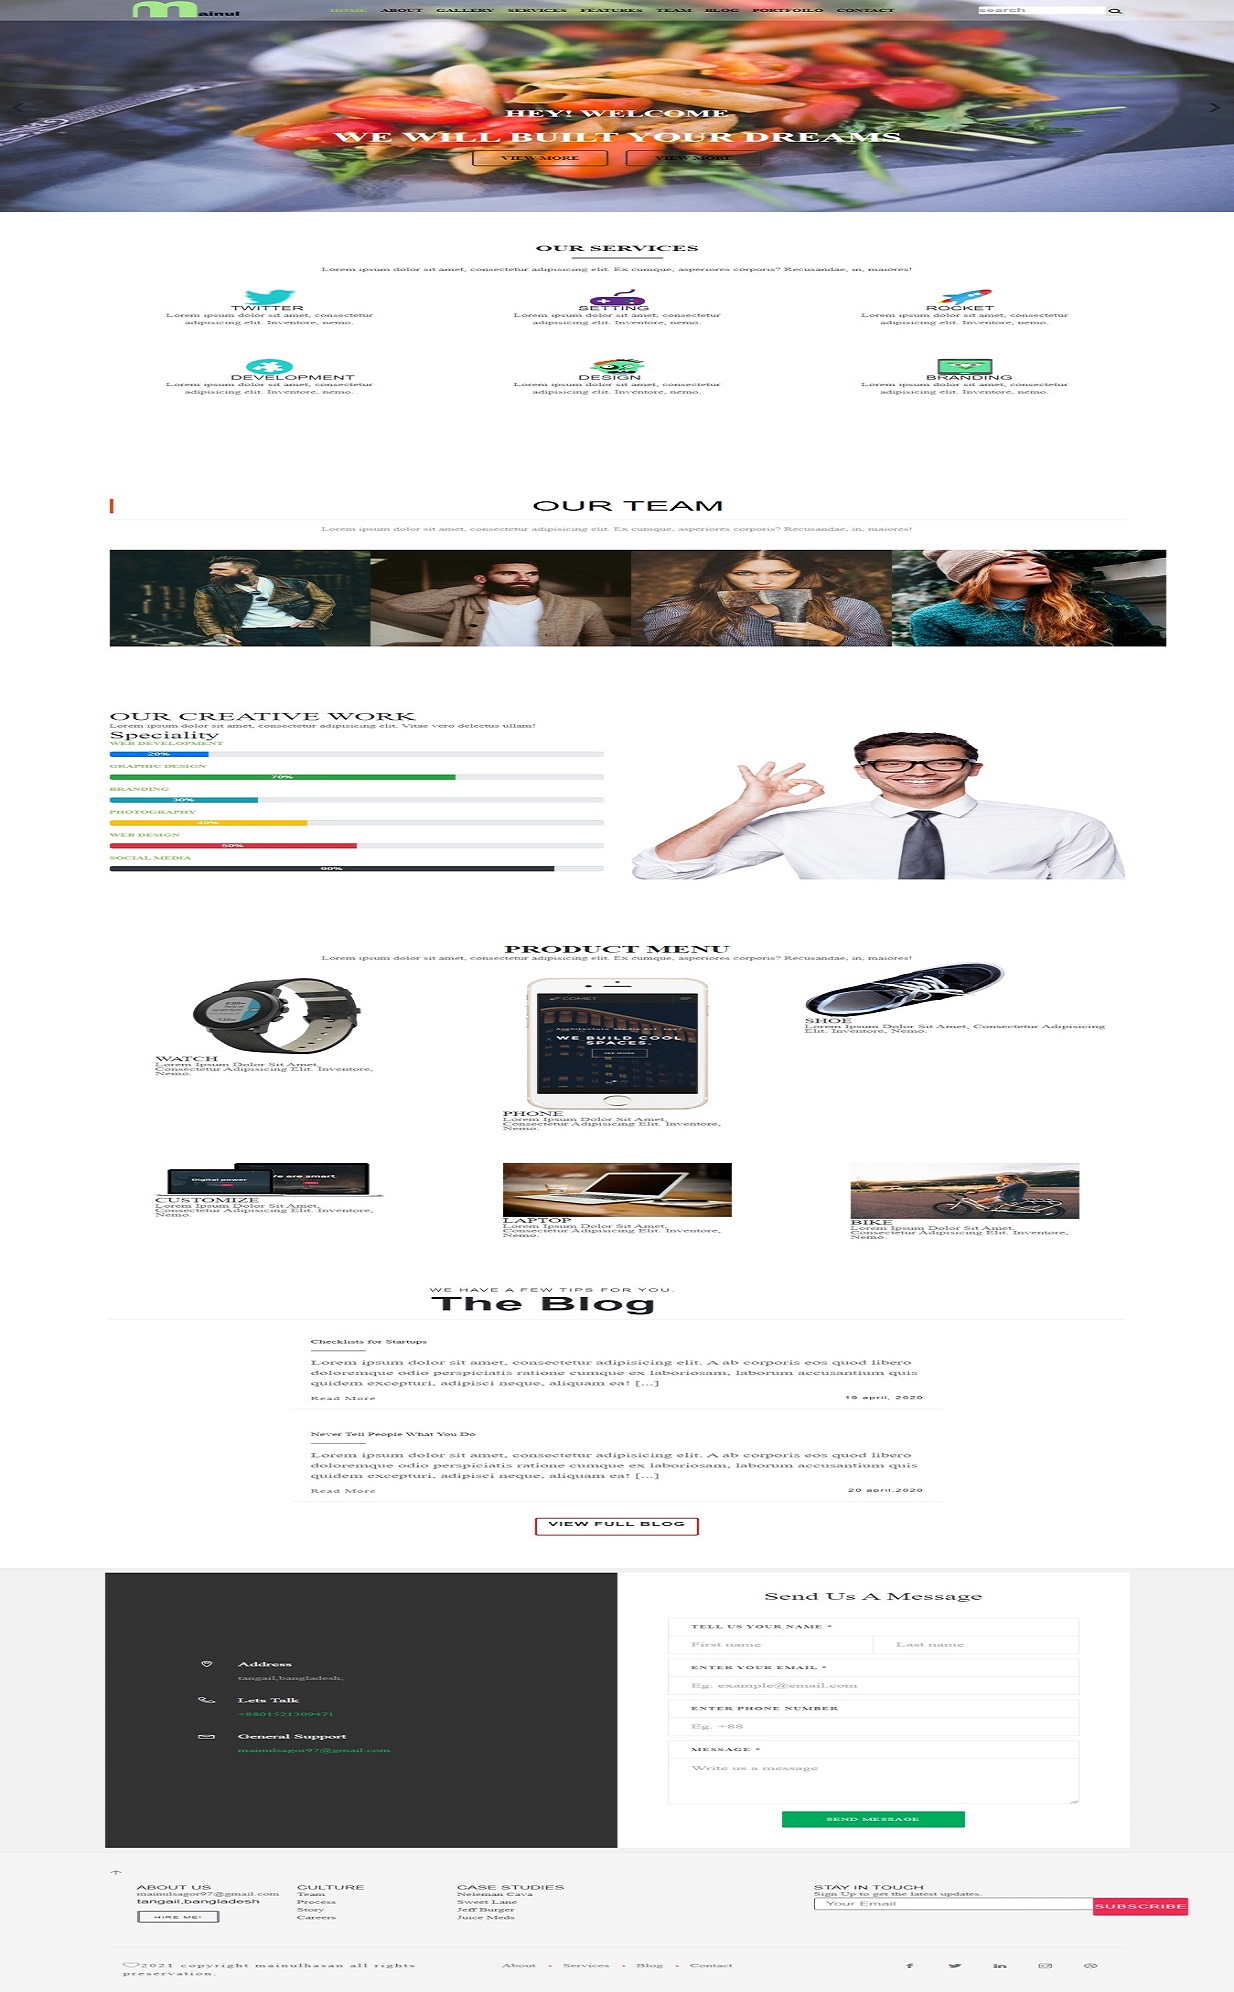 mainul
HOME ABOUT GALLERY SERVICES FEATURES TEAM BLOG PORTFOILO CONTACT
search
HEY! WELCOME
WE WILL BUILT YOUR DREAMS
VIEW MORE VIEW MORE
OUR SERVICES
Lorem ipsum dolor sit amet, consectetur adipisicing elit. Ex cumque, asperiores corporis? Recusandae, in, maiores!
TWITTER
Lorem ipsum dolor sit amet, consectetur
adipisicing elit. Inventore, nemo.
SETTING
Lorem ipsum dolor sit amet, consectetur
adipisicing elit. Inventore, nemo.
ROCKET
Lorem ipsum dolor sit amet, consectetur
adipisicing elit. Inventore, nemo.
DEVELOPMENT
Lorem ipsum dolor sit amet, consectetur
adipisicing elit. Inventore, nemo.
DESIGN
Lorem ipsum dolor sit amet, consectetur
adipisicing elit. Inventore, nemo.
BRANDING
Lorem ipsum dolor sit amet, consectetur
adipisicing elit. Inventore, nemo.
OUR TEAM
Lorem ipsum dolor sit amet, consectetur adipisicing elit. Ex cumque, asperiores corporis? Recusandae, in, maiores!
OUR CREATIVE WORK
Lorem ipsum dolor sit amet, consectetur adipisicing elit. Vitae vero delectus ullam!
Speciality
WEB DEVELOPMENT
20%
GRAPHIC DESIGN
70%
BRANDING
30%
PHOTOGRAPHY
40%
WEB DESIGN
50%
SOCIAL MEDIA
90%
PRODUCT MENU
Lorem ipsum dolor sit amet, consectetur adipisicing elit. Ex cumque, asperiores corporis? Recusandae, in, maiores!
WATCH
Lorem Ipsum Dolor Sit Amet,
Consectetur Adipisicing Elit. Inventore,
Nemo.
COMET
WE BUILD COOL
SPACES.
SEE MORE
PHONE
Lorem Ipsum Dolor Sit Amet,
Consectetur Adipisicing Elit. Inventore,
Nemo.
SHOE
Lorem Ipsum Dolor Sit Amet, Consectetur Adipisicing
Elit. Inventore, Nemo.
Digital power
are smart
CUSTOMIZE
Lorem Ipsum Dolor Sit Amet,
Consectetur Adipisicing Elit. Inventore,
Nemo.
LAPTOP
Lorem Ipsum Dolor Sit Amet,
Consectetur Adipisicing Elit. Inventore,
Nemo.
BIKE
Lorem Ipsum Dolor Sit Amet,
Consectetur Adipisicing Elit. Inventore,
Nemo.
WE HAVE A FEW TIPS FOR YOU.
The Blog
Checklists for Startups
Lorem ipsum dolor sit amet, consectetur adipisicing elit. A ab corporis eos quod libero
doloremque odio perspiciatis ratione cumque ex laboriosam, laborum accusantium quis
quidem excepturi, adipisci neque, aliquam ea! [...]
Read More 19 april, 2020
Never Tell People What You Do
Lorem ipsum dolor sit amet, consectetur adipisicing elit. A ab corporis eos quod libero
doloremque odio perspiciatis ratione cumque ex laboriosam, laborum accusantium quis
quidem excepturi, adipisci neque, aliquam ea! [...]
Read More 20 april,2020
VIEW FULL BLOG
Address
tangail,bangladesh;
Lets Talk
+8801521309471
General Support
mainulsagor97@gmail.com
Send Us A Message
TELL US YOUR NAME *
First name Last name
ENTER YOUR EMAIL *
Eg. example@email.com
ENTER PHONE NUMBER
Eg. +88
MESSAGE *
Write us a message
SEND MESSAGE
ABOUT US
mainulsagor97@gmail.com
tangail,bangladesh
HIRE ME!
CULTURE
Team
Process
Story
Careers
CASE STUDIES
Neleman Cava
Sweet Lane
Jeff Burger
Juice Meds
STAY IN TOUCH
Sign Up to get the latest updates.
Your Email SUBSCRIBE
2021 copyright mainulhasan all rights
preservation.
About • Services • Blog • Contact